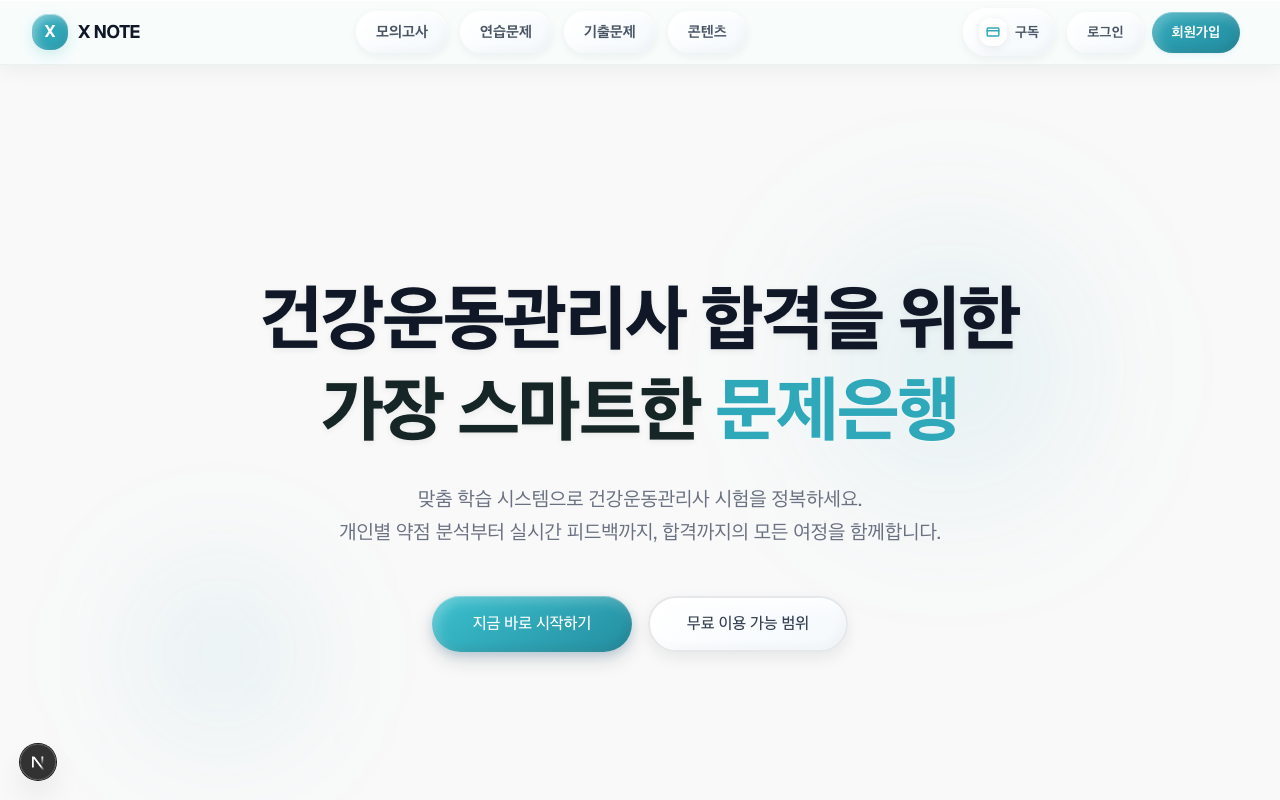 X
X NOTE
모의고사
연습문제
기출문제
콘텐츠
구독
로그인
회원가입
건강운동관리사 합격을 위한
가장 스마트한 문제은행
맞춤 학습 시스템으로 건강운동관리사 시험을 정복하세요.
개인별 약점 분석부터 실시간 피드백까지, 합격까지의 모든 여정을 함께합니다.
지금 바로 시작하기
무료 이용 가능 범위
N